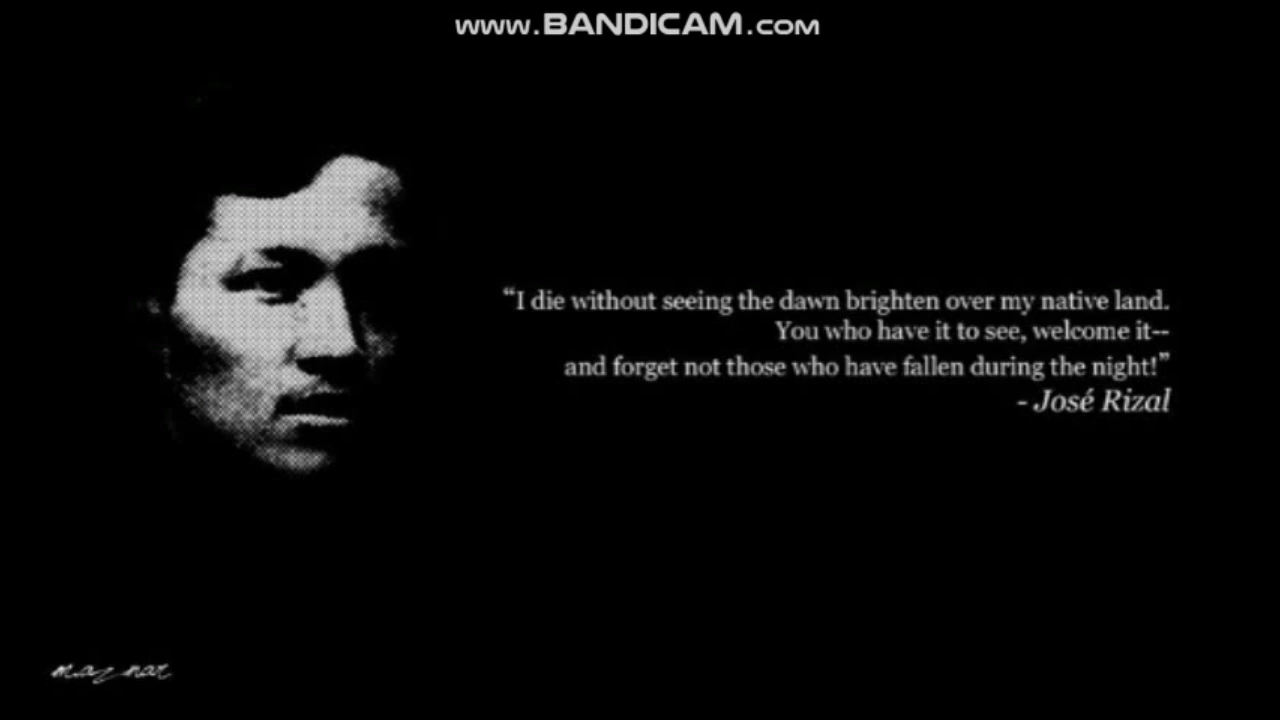 www.BANDICAM.com
“I die without seeing the dawn brighten over my native land.
You who have it to see, welcome it--
and forget not those who have fallen during the night!”
- José Rizal